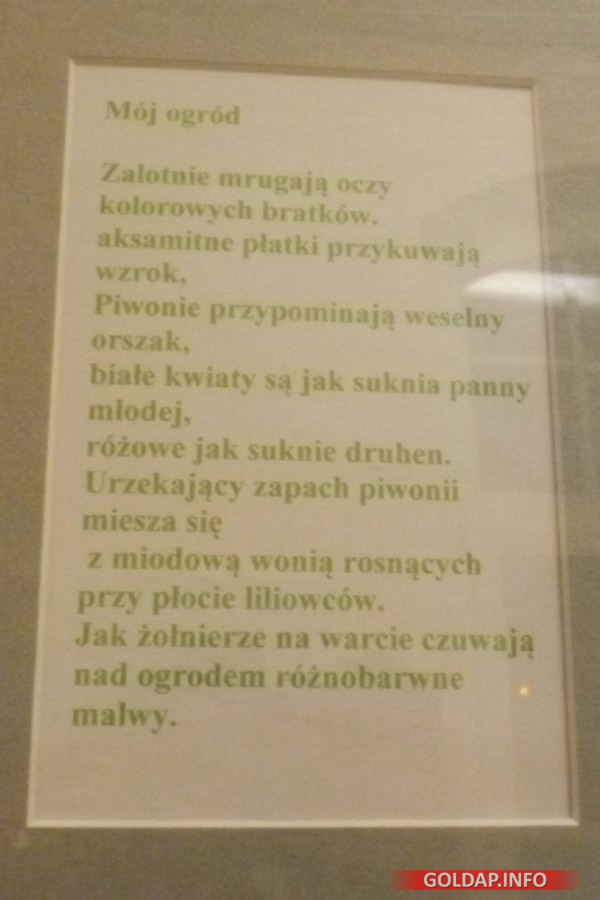 Mój ogród
Zalotnie mrugają oczy
kolorowych bratków.
aksamitne płatki przykuwają
wzrok,
Piwonie przypominają weselny
orszak,
białe kwiaty są jak suknia panny
młodej,
różowe jak suknie druhen.
Urzekający zapach piwonii
miesza się
z miodową wonią rosnących
przy płocie liliowców.
Jak żołnierze na warcie czuwają
nad ogrodem różnobarwne
malwy.
GOLDAP.INFO